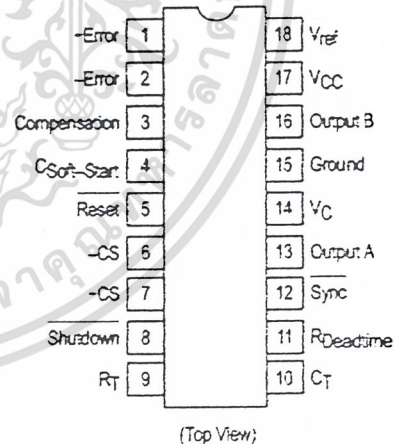 -Error 1
-Error 2
Compensation 3
CSoft-Start 4
Reset 5
-CS 6
-CS 7
Shutdown 8
RT 9
18 Vref
17 VCC
16 Output B
15 Ground
14 VC
13 Output A
12 Sync
11 RDeadtime
10 CT
(Top View)